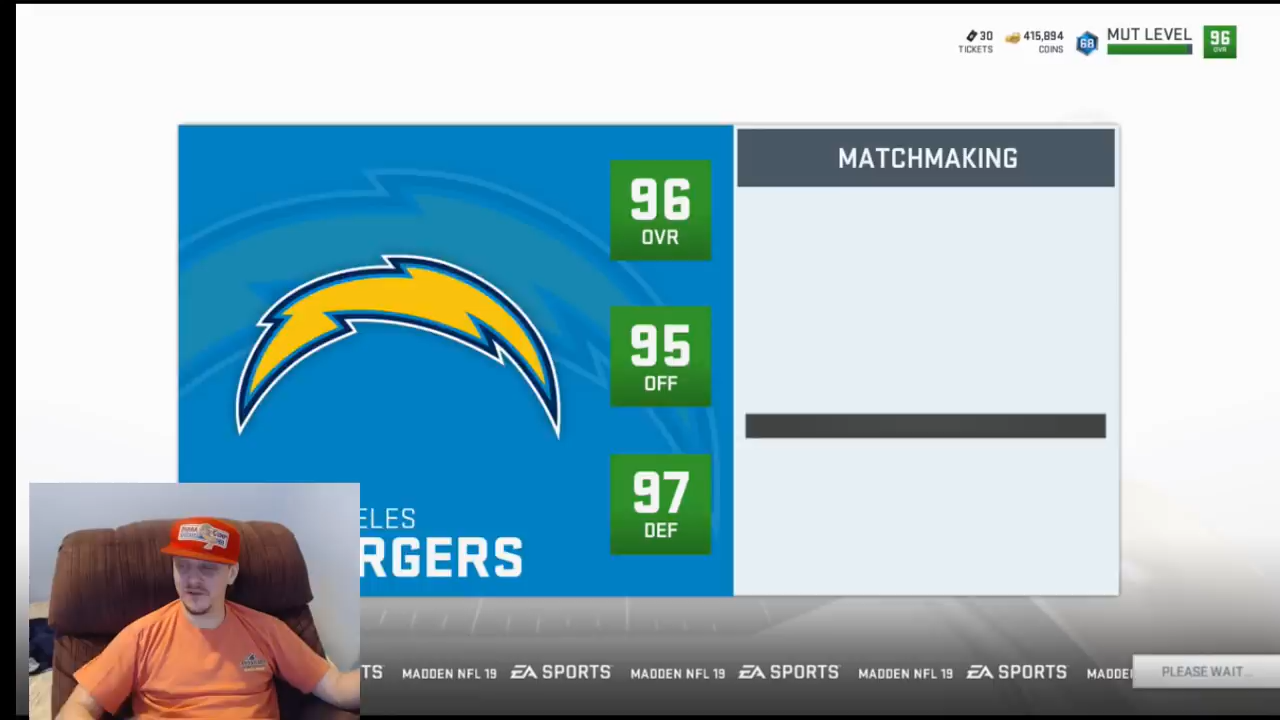 30
TICKETS
415,894
COINS
68
MUT LEVEL
96
OVR
96
OVR
95
OFF
97
DEF
MATCHMAKING
ELES
RGERS
TS MADDEN NFL 19 EA SPORTS MADDEN NFL 19 EA SPORTS MADDEN NFL 19 EA SPORTS MADDE
PLEASE WAIT...